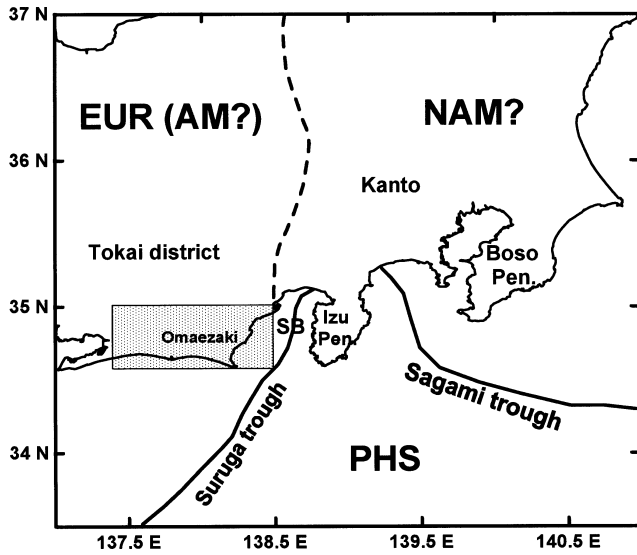 37 N
EUR (AM?)
NAM?
36 N
Kanto
Tokai district
Boso
Pen.
35 N
SB
Izu
Pen
Omaezaki
Suruga trough
Sagami trough
34 N
PHS
137.5 E
138.5 E
139.5 E
140.5 E